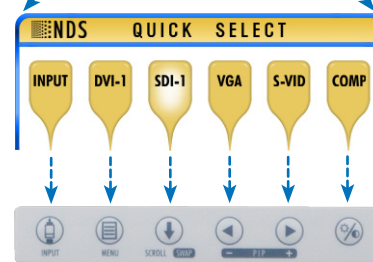 NDS QUICK SELECT
INPUT DVI-1 SDI-1 VGA S-VID COMP
INPUT MENU SCROLL SWAP - PIP +